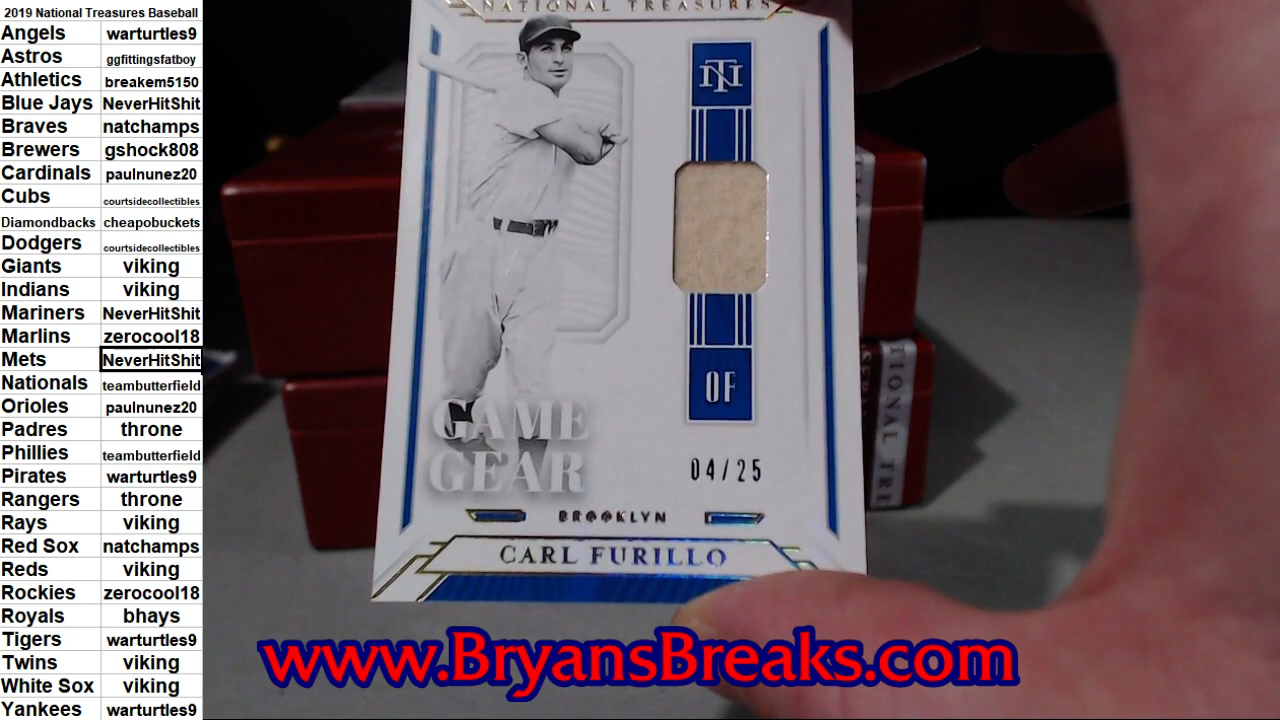 2019 National Treasures Baseball
Angels warturtles9
Astros ggfittingsfatboy
Athletics breakem5150
Blue Jays NeverHitShit
Braves natchamps
Brewers gshock808
Cardinals paulnunez20
Cubs courtsidecollectibles
Diamondbacks cheapobuckets
Dodgers courtsidecollectibles
Giants viking
Indians viking
Mariners NeverHitShit
Marlins zerocool18
Mets NeverHitShit
Nationals teambutterfield
Orioles paulnunez20
Padres throne
Phillies teambutterfield
Pirates warturtles9
Rangers throne
Rays viking
Red Sox natchamps
Reds viking
Rockies zerocool18
Royals bhays
Tigers warturtles9
Twins viking
White Sox viking
Yankees warturtles9
NATIONAL TREASURES
NT
OF
GAME
GEAR
04/25
BROOKLYN
CARL FURILLO
www.BryansBreaks.com